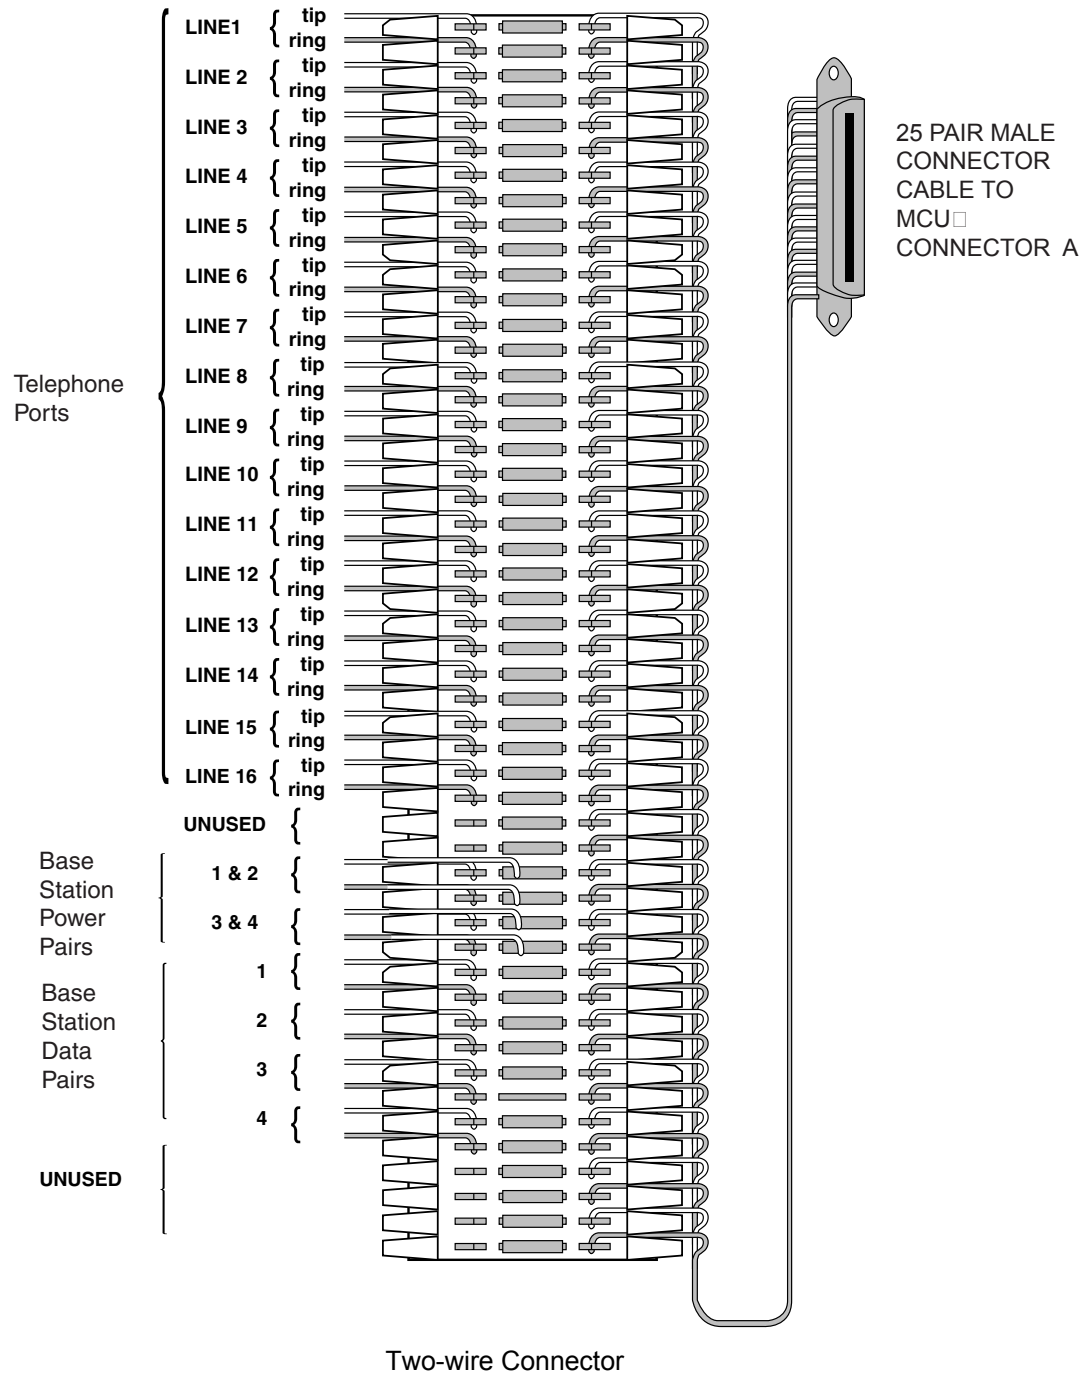 LINE1 { tip
ring
LINE 2 { tip
ring
LINE 3 { tip
ring
LINE 4 { tip
ring
LINE 5 { tip
ring
LINE 6 { tip
ring
LINE 7 { tip
ring
LINE 8 { tip
ring
LINE 9 { tip
ring
LINE 10 { tip
ring
LINE 11 { tip
ring
LINE 12 { tip
ring
LINE 13 { tip
ring
LINE 14 { tip
ring
LINE 15 { tip
ring
LINE 16 { tip
ring
Telephone
Ports
UNUSED {
Base
Station
Power
Pairs
1 & 2 {
3 & 4 {
Base
Station
Data
Pairs
1 {
2 {
3 {
4 {
UNUSED
25 PAIR MALE
CONNECTOR
CABLE TO
MCU□
CONNECTOR A
Two-wire Connector